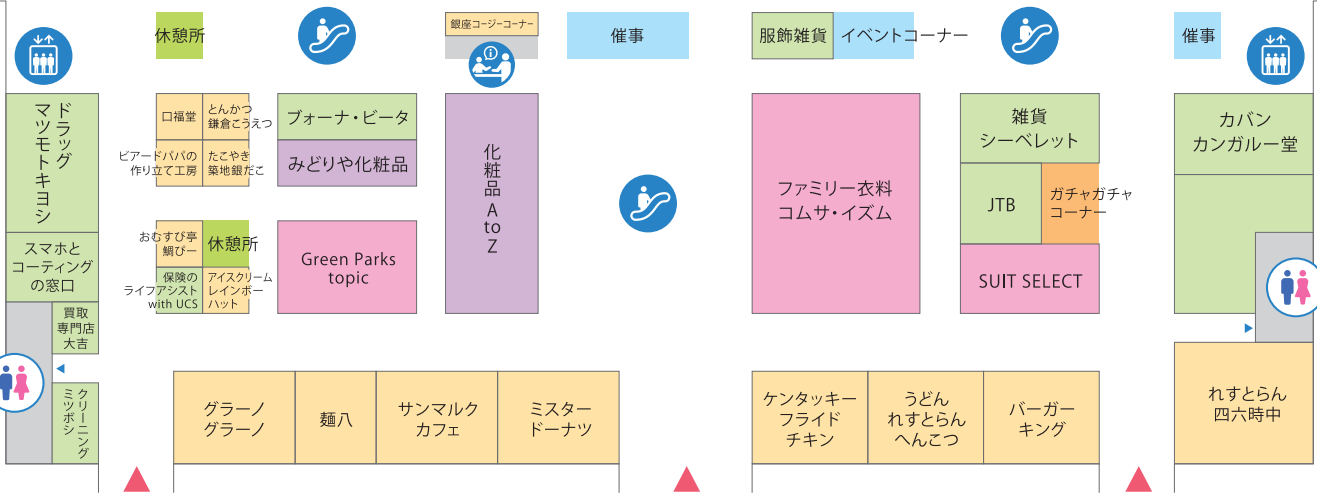 休憩所
銀座コージーコーナー
催事
服飾雑貨
イベントコーナー
催事
ドラッグ
マツモトキヨシ
口福堂
とんかつ
鎌倉こうえつ
ビアードパパの
作り立て工房
たこやき
築地銀だこ
ブォーナ・ビータ
みどりや化粧品
化粧品 A to Z
ファミリー衣料
コムサ・イズム
雑貨
シーベレット
JTB
ガチャガチャ
コーナー
SUIT SELECT
カバン
カンガルー堂
スマホと
コーティング
の窓口
おむすび亭
鯛ぴー
休憩所
保険の
ライフアシスト
with UCS
アイスクリーム
レインボー
ハット
Green Parks
topic
買取
専門店
大吉
クリーニング
ミツボシ
グラーノ
グラーノ
麺八
サンマルク
カフェ
ミスター
ドーナツ
ケンタッキー
フライド
チキン
うどん
れすとらん
へんこつ
バーガー
キング
れすとらん
四六時中